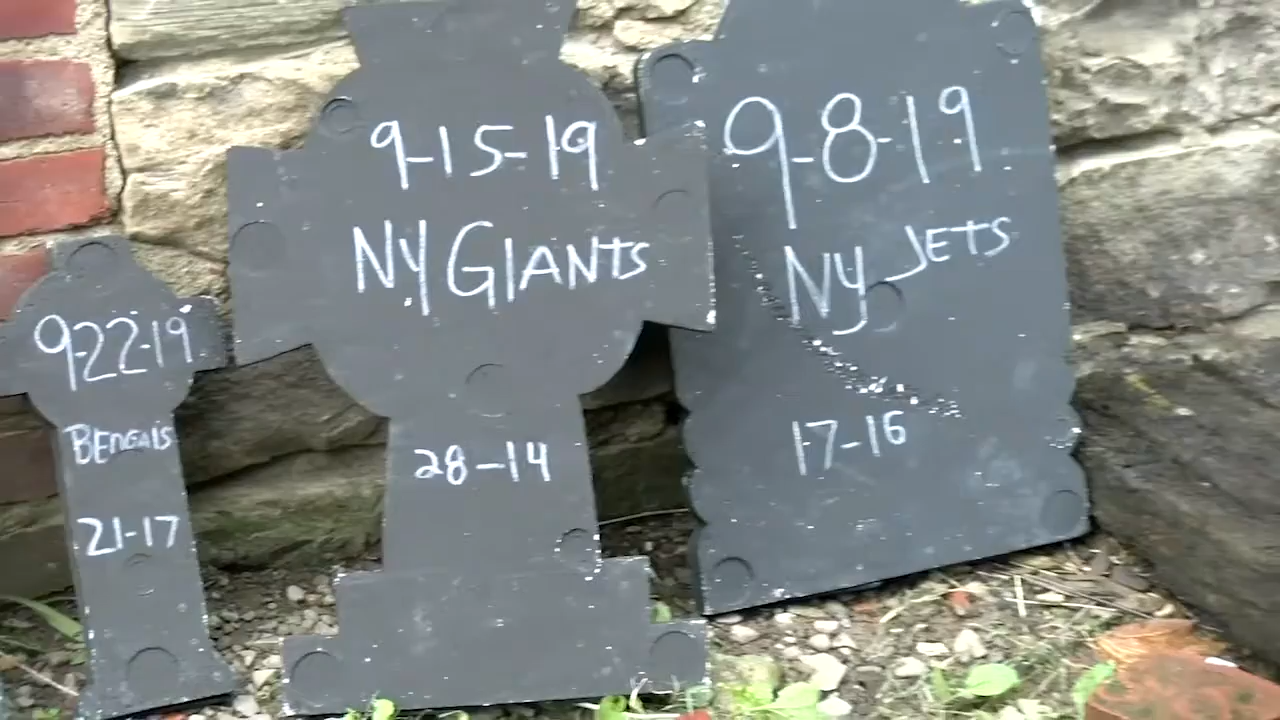 9-22-19
BENGALS
21-17
9-15-19
NY GIANTS
28-14
9-8-19
NY JETS
17-16